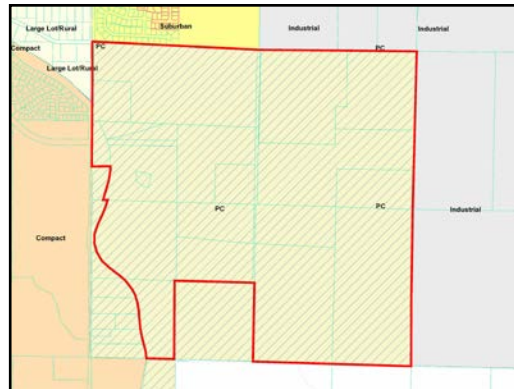 Suburban
Large Lot/Rural
Industrial
Industrial
PC
Compact
PC
Large Lot/Rural
PC
PC
Industrial
Compact